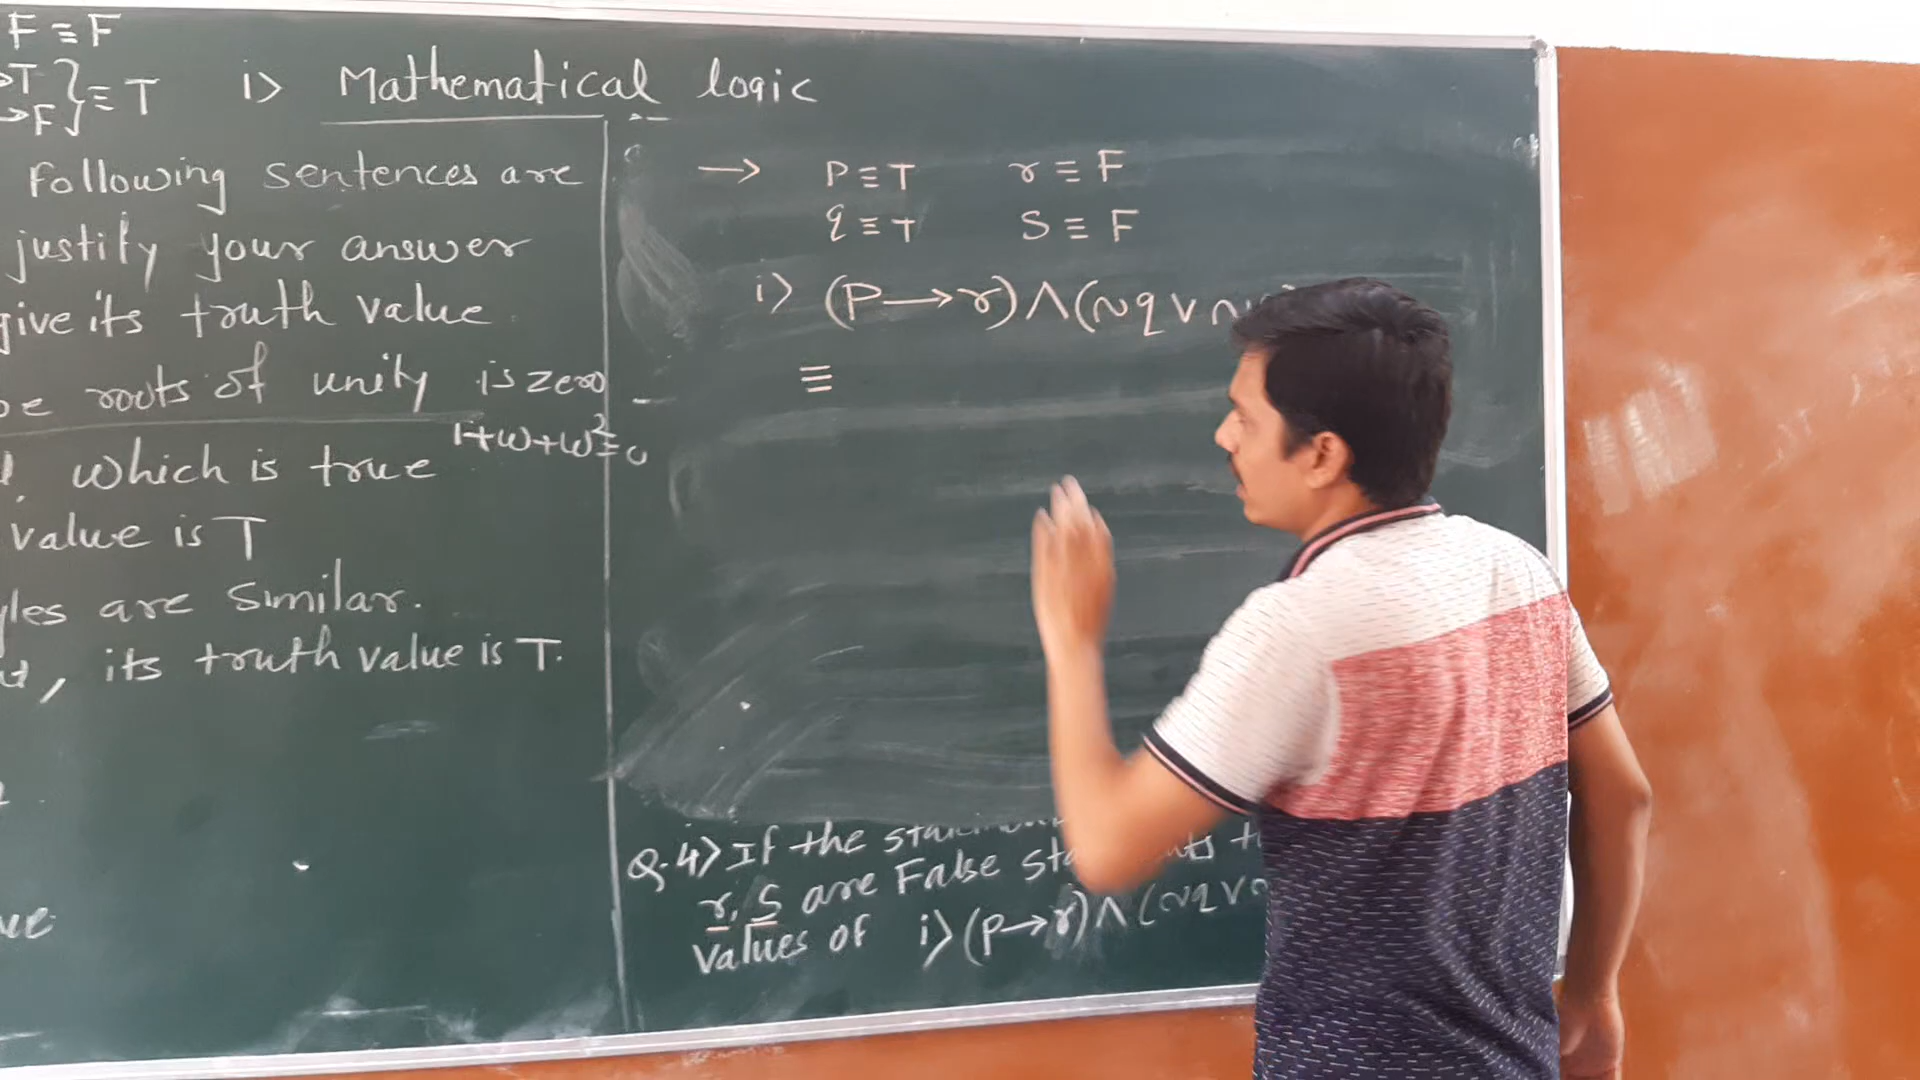 F ≡ F
→T } ≡ T
→F
i> Mathematical logic
Following sentences are
justify your answer
give its truth value
roots of unity is zero
1+ω+ω²=0
which is true
value is T
are similar.
, its truth value is T.
→ P ≡ T r ≡ F
q ≡ T S ≡ F
i> (P→r)∧(~q∨~
≡
Q.4> If the
r, S are False
values of i> (P→r)∧(~q∨